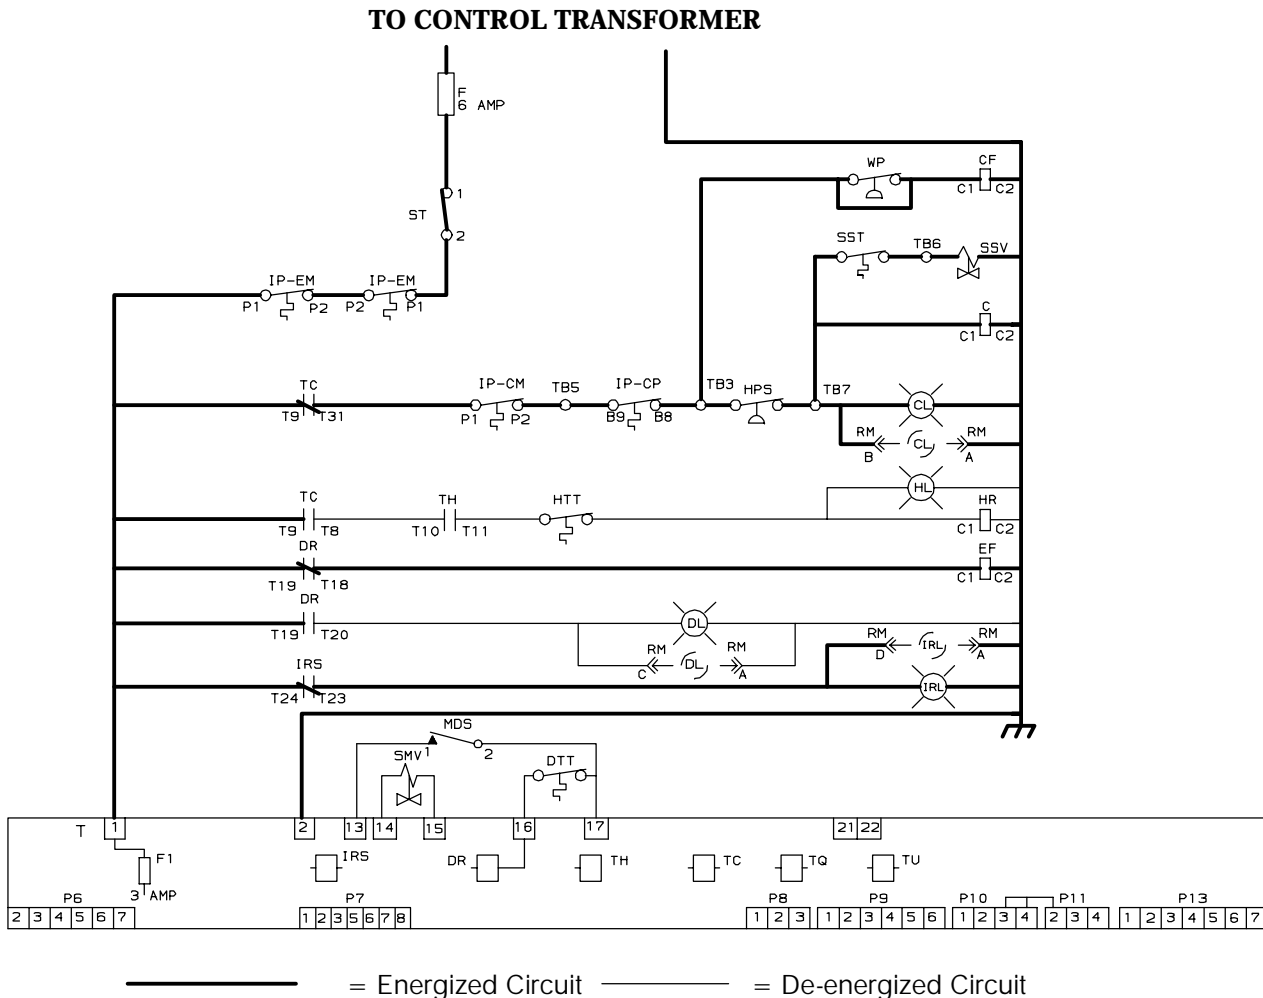 TO CONTROL TRANSFORMER
F
6 AMP
WP
CF
C1 C2
1
ST
2
SST
TB6
SSV
IP-EM
IP-EM
P1 P2 P2 P1
C
C1 C2
TC
T9 T31
IP-CM
P1 P2
TB5
IP-CP
B9 B8
TB3
HPS
TB7
CL
RM
B
CL
RM
A
HL
TC
T9 T8
TH
T10 T11
HTT
HR
C1 C2
DR
T19 T18
EF
C1 C2
DR
T19 T20
DL
RM
C
DL
RM
A
RM
D
IRL
RM
A
IRS
T24 T23
IRL
MDS
1 2
SMV
DTT
T 1 2 13 14 15 16 17 21 22
F1
3 AMP
IRS DR TH TC TQ TU
P6 P7 P8 P9 P10 P11 P13
2 3 4 5 6 7 1 2 3 5 6 7 8 1 2 3 1 2 3 4 5 6 1 2 3 4 2 3 4 1 2 3 4 5 6 7
= Energized Circuit = De-energized Circuit